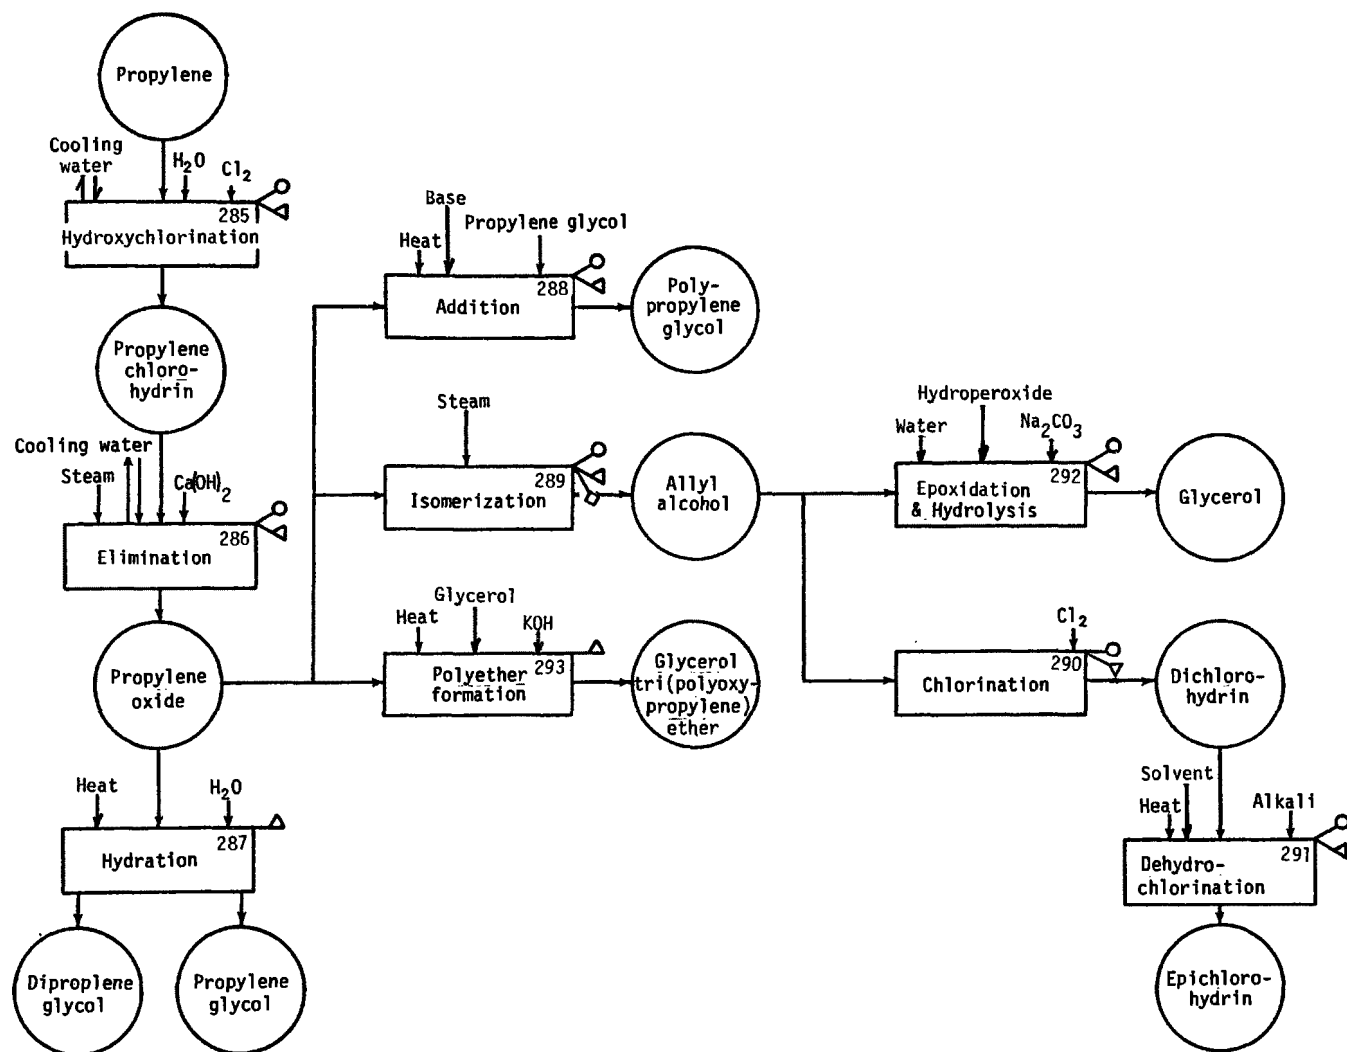 Propylene
Cooling
water
H2O
Cl2
285
Hydroxychlorination
Propylene
chloro-
hydrin
Cooling water
Steam
Ca(OH)2
286
Elimination
Propylene
oxide
Heat
H2O
287
Hydration
Diproplene
glycol
Propylene
glycol
Base
Propylene glycol
Heat
288
Addition
Poly-
propylene
glycol
Steam
289
Isomerization
Allyl
alcohol
Glycerol
Heat
KOH
293
Polyether
formation
Glycerol
tri(polyoxy-
propylene)
ether
Hydroperoxide
Water
Na2CO3
292
Epoxidation
& Hydrolysis
Glycerol
Cl2
290
Chlorination
Dichloro-
hydrin
Solvent
Heat
Alkali
291
Dehydro-
chlorination
Epichloro-
hydrin